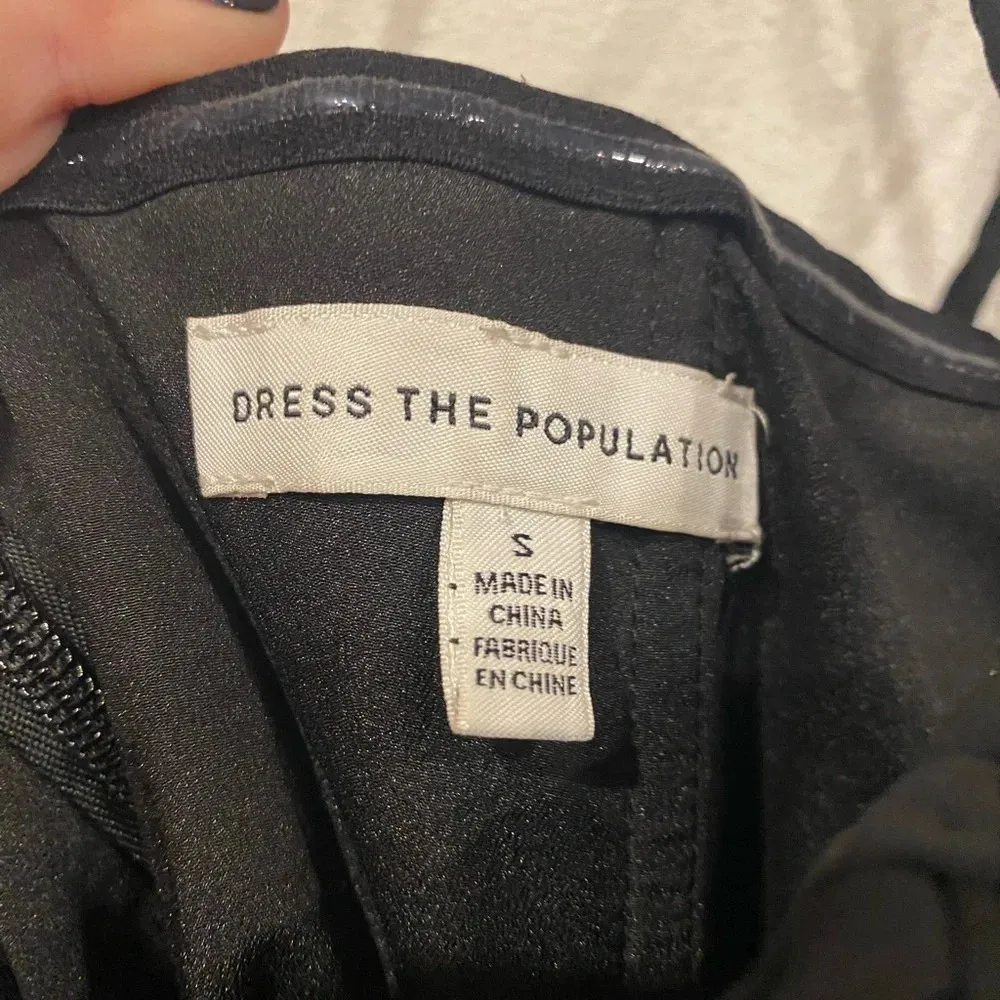 DRESS THE POPULATION
S
MADE IN
CHINA
FABRIQUE
EN CHINE